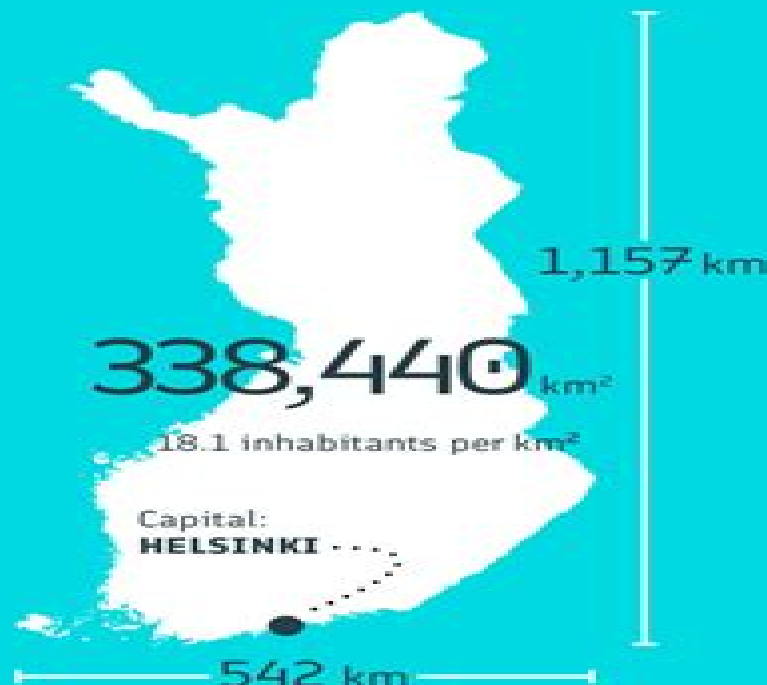 1,157 km
338,440 km²
18.1 inhabitants per km²
Capital:
HELSINKI
542 km